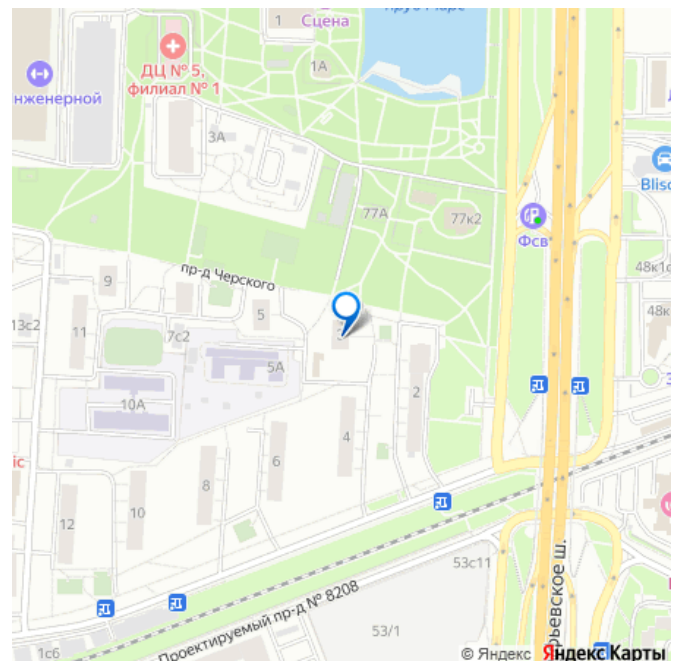 1
Сцена
1А
ДЦ № 5,
филиал № 1
нженерной
3А
77А
77к2
Фсв
48к1с
48к
пр-д Черского
9
5
13с2
11
7с2
5А
10А
2
4
6
8
10
12
ic
53с11
Проектируемый пр-д № 8208
53/1
1с6
рьевское ш.
© Яндекс Яндекс Карты